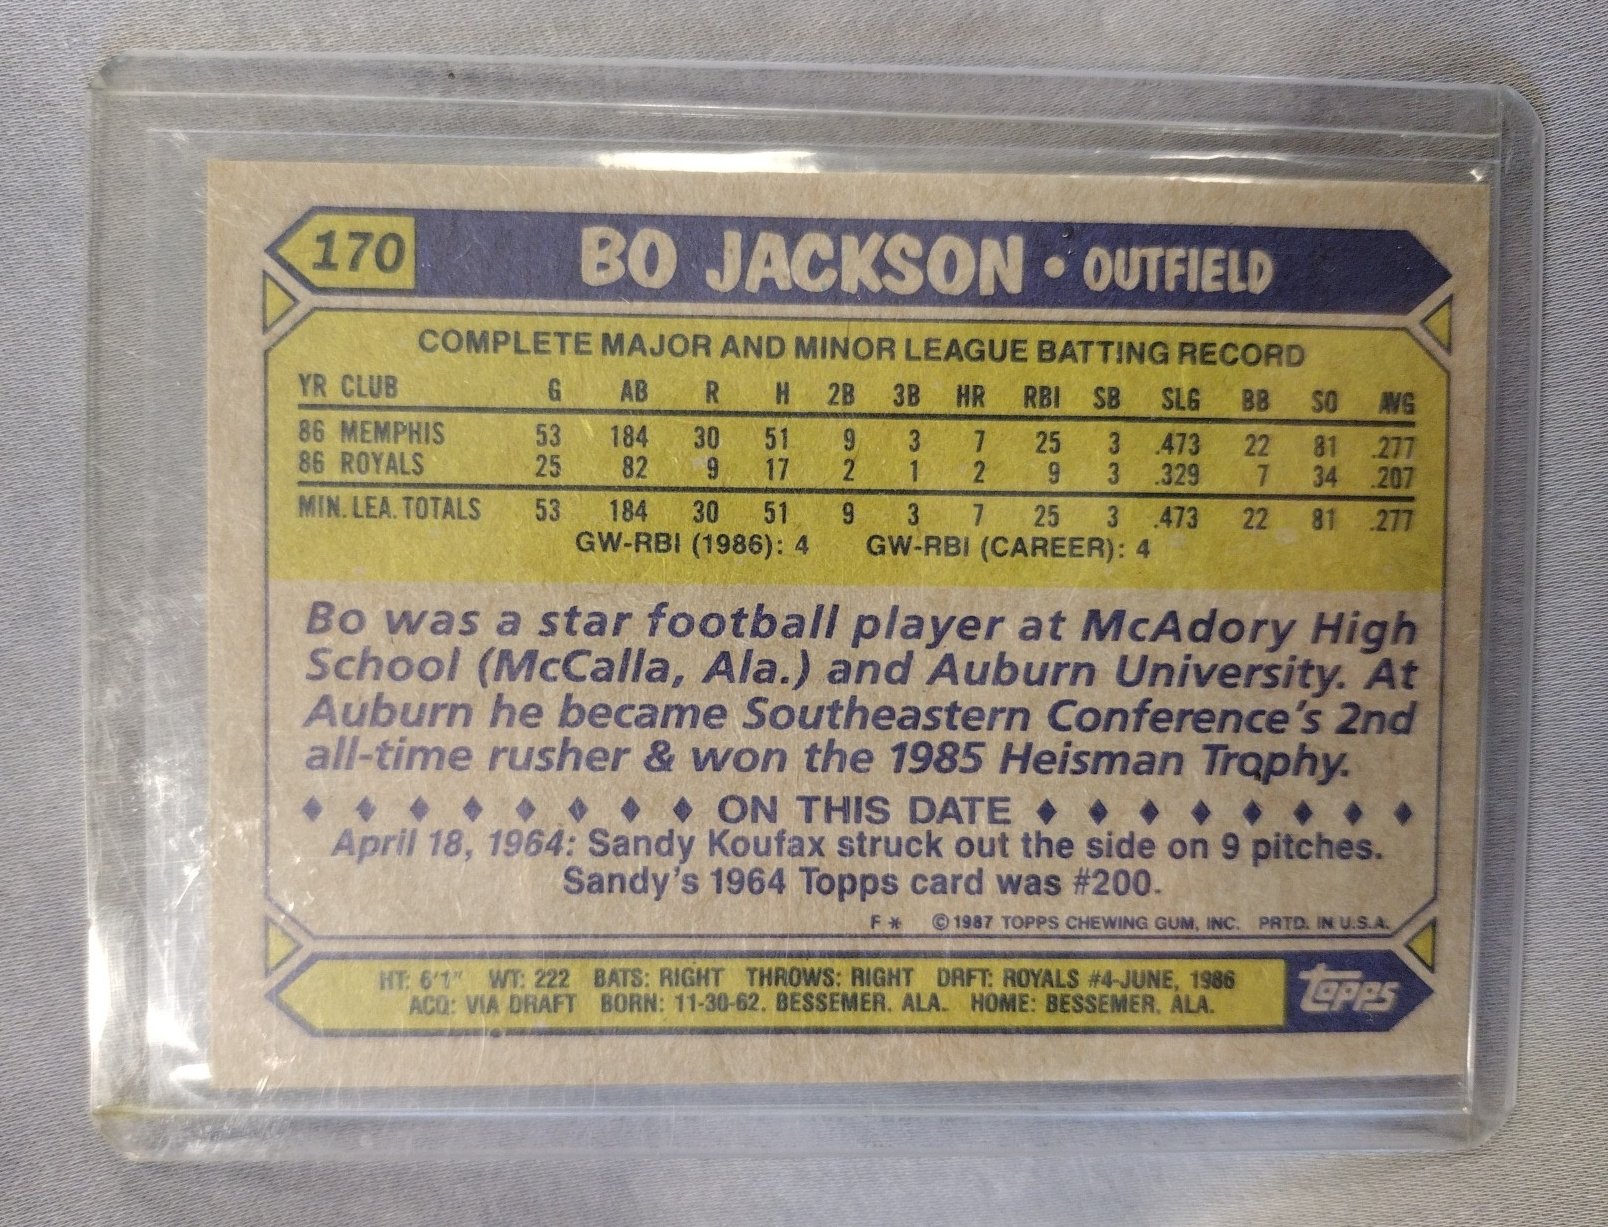 170 BO JACKSON • OUTFIELD
COMPLETE MAJOR AND MINOR LEAGUE BATTING RECORD
YR CLUB G AB R H 2B 3B HR RBI SB SLG BB SO AVG
86 MEMPHIS 53 184 30 51 9 3 7 25 3 .473 22 81 .277
86 ROYALS 25 82 9 17 2 1 2 9 3 .329 7 34 .207
MIN. LEA. TOTALS 53 184 30 51 9 3 7 25 3 .473 22 81 .277
GW-RBI (1986): 4 GW-RBI (CAREER): 4
Bo was a star football player at McAdory High
School (McCalla, Ala.) and Auburn University. At
Auburn he became Southeastern Conference's 2nd
all-time rusher & won the 1985 Heisman Trophy.
♦ ♦ ♦ ♦ ♦ ♦ ♦ ♦ ON THIS DATE ♦ ♦ ♦ ♦ ♦ ♦ ♦ ♦
April 18, 1964: Sandy Koufax struck out the side on 9 pitches.
Sandy's 1964 Topps card was #200.
F * © 1987 TOPPS CHEWING GUM, INC. PRTD. IN U.S.A.
HT: 6'1" WT: 222 BATS: RIGHT THROWS: RIGHT DRFT: ROYALS #4-JUNE, 1986
ACQ: VIA DRAFT BORN: 11-30-62, BESSEMER, ALA. HOME: BESSEMER, ALA.
topps